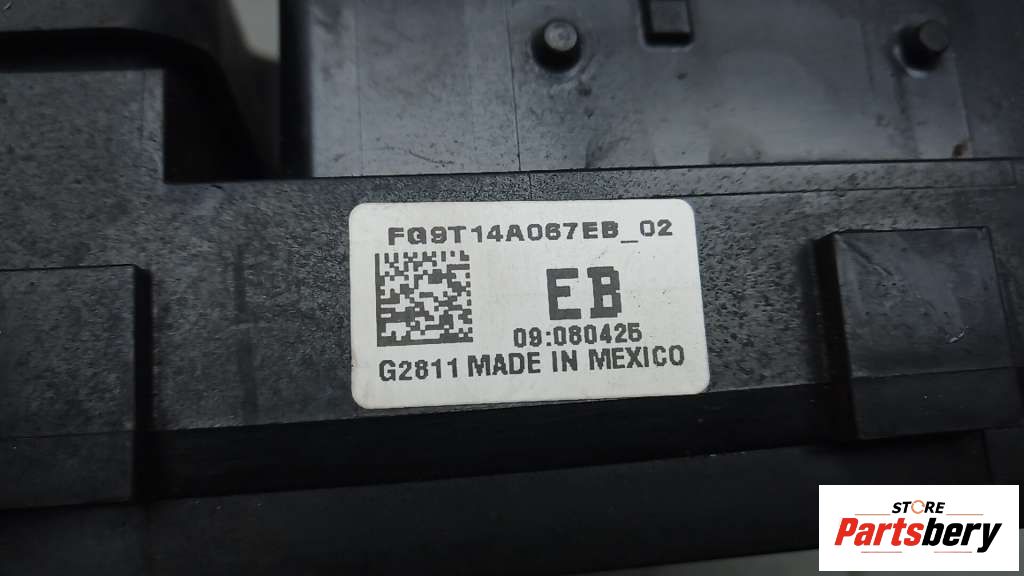 FG9T14A067EB_02
EB
09:080425
G2811 MADE IN MEXICO
STORE
Partsbery